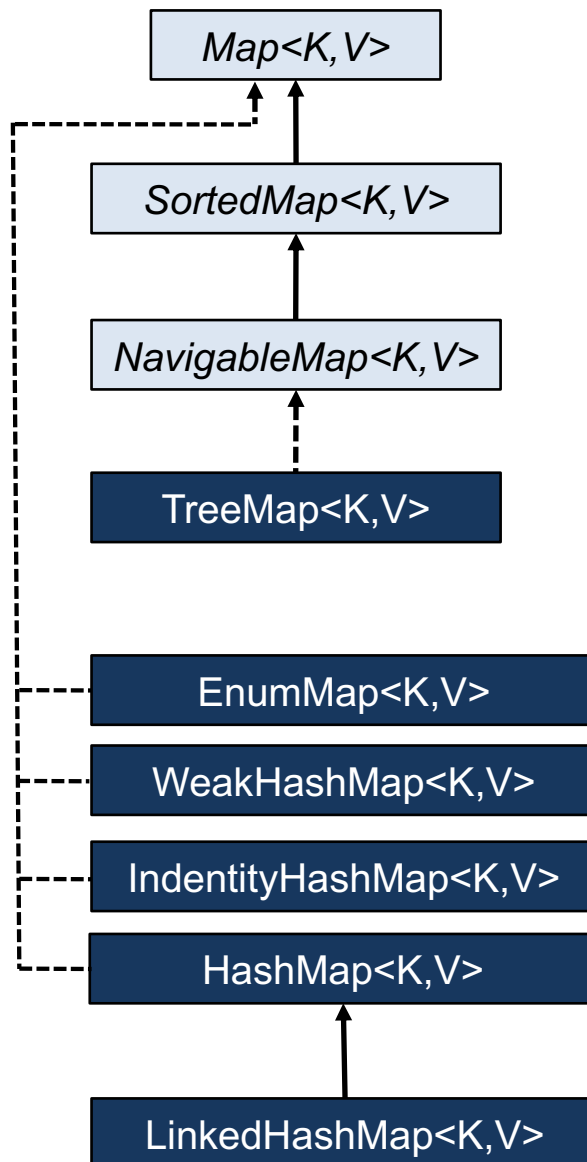 Map<K,V>
SortedMap<K,V>
NavigableMap<K,V>
TreeMap<K,V>
EnumMap<K,V>
WeakHashMap<K,V>
IndentityHashMap<K,V>
HashMap<K,V>
LinkedHashMap<K,V>